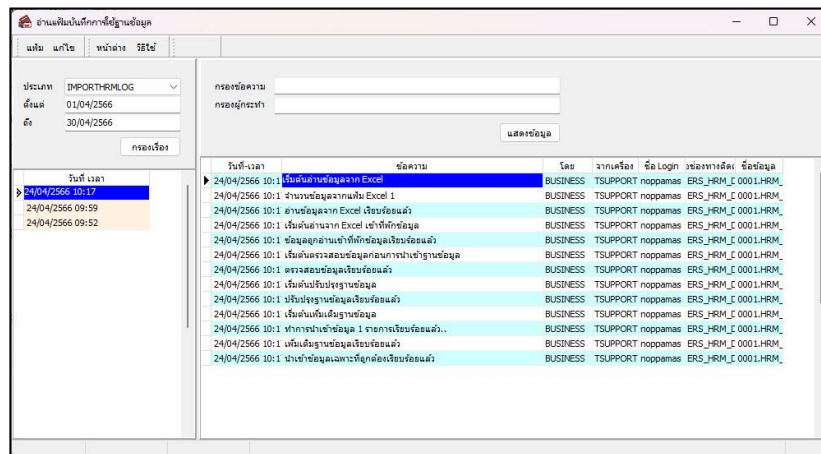 อ่านแฟ้มบันทึกการใช้ฐานข้อมูล
แฟ้ม แก้ไข หน้าต่าง วิธีใช้
ประเภท IMPORTHRMLOG
ตั้งแต่ 01/04/2566
ถึง 30/04/2566
กรองเรื่อง
กรองข้อความ
กรองผู้กระทำ
แสดงข้อมูล
วันที่ เวลา
24/04/2566 10:17
24/04/2566 09:59
24/04/2566 09:52
วันที่-เวลา ข้อความ โดย จากเครื่อง ชื่อ Login ชื่อข้อมูล
24/04/2566 10:1 เริ่มต้นอ่านข้อมูลจาก Excel BUSINESS TSUPPORT noppamas ERS_HRM_D 0001.HRM_
24/04/2566 10:1 จำนวนข้อมูลจากแฟ้ม Excel 1 BUSINESS TSUPPORT noppamas ERS_HRM_D 0001.HRM_
24/04/2566 10:1 อ่านข้อมูลจาก Excel เรียบร้อยแล้ว BUSINESS TSUPPORT noppamas ERS_HRM_D 0001.HRM_
24/04/2566 10:1 เริ่มต้นอ่านจาก Excel เข้าที่พักข้อมูล BUSINESS TSUPPORT noppamas ERS_HRM_D 0001.HRM_
24/04/2566 10:1 ข้อมูลถูกอ่านเข้าที่พักข้อมูลเรียบร้อยแล้ว BUSINESS TSUPPORT noppamas ERS_HRM_D 0001.HRM_
24/04/2566 10:1 เริ่มต้นตรวจสอบข้อมูลก่อนการนำเข้าฐานข้อมูล BUSINESS TSUPPORT noppamas ERS_HRM_D 0001.HRM_
24/04/2566 10:1 ตรวจสอบข้อมูลเรียบร้อยแล้ว BUSINESS TSUPPORT noppamas ERS_HRM_D 0001.HRM_
24/04/2566 10:1 เริ่มต้นปรับปรุงฐานข้อมูล BUSINESS TSUPPORT noppamas ERS_HRM_D 0001.HRM_
24/04/2566 10:1 ปรับปรุงฐานข้อมูลเรียบร้อยแล้ว BUSINESS TSUPPORT noppamas ERS_HRM_D 0001.HRM_
24/04/2566 10:1 เริ่มต้นเพิ่มเติมฐานข้อมูล BUSINESS TSUPPORT noppamas ERS_HRM_D 0001.HRM_
24/04/2566 10:1 ทำการนำเข้าข้อมูล 1 รายการเรียบร้อยแล้ว.. BUSINESS TSUPPORT noppamas ERS_HRM_D 0001.HRM_
24/04/2566 10:1 เพิ่มเติมฐานข้อมูลเรียบร้อยแล้ว BUSINESS TSUPPORT noppamas ERS_HRM_D 0001.HRM_
24/04/2566 10:1 นำเข้าข้อมูลเฉพาะที่ถูกต้องเรียบร้อยแล้ว BUSINESS TSUPPORT noppamas ERS_HRM_D 0001.HRM_